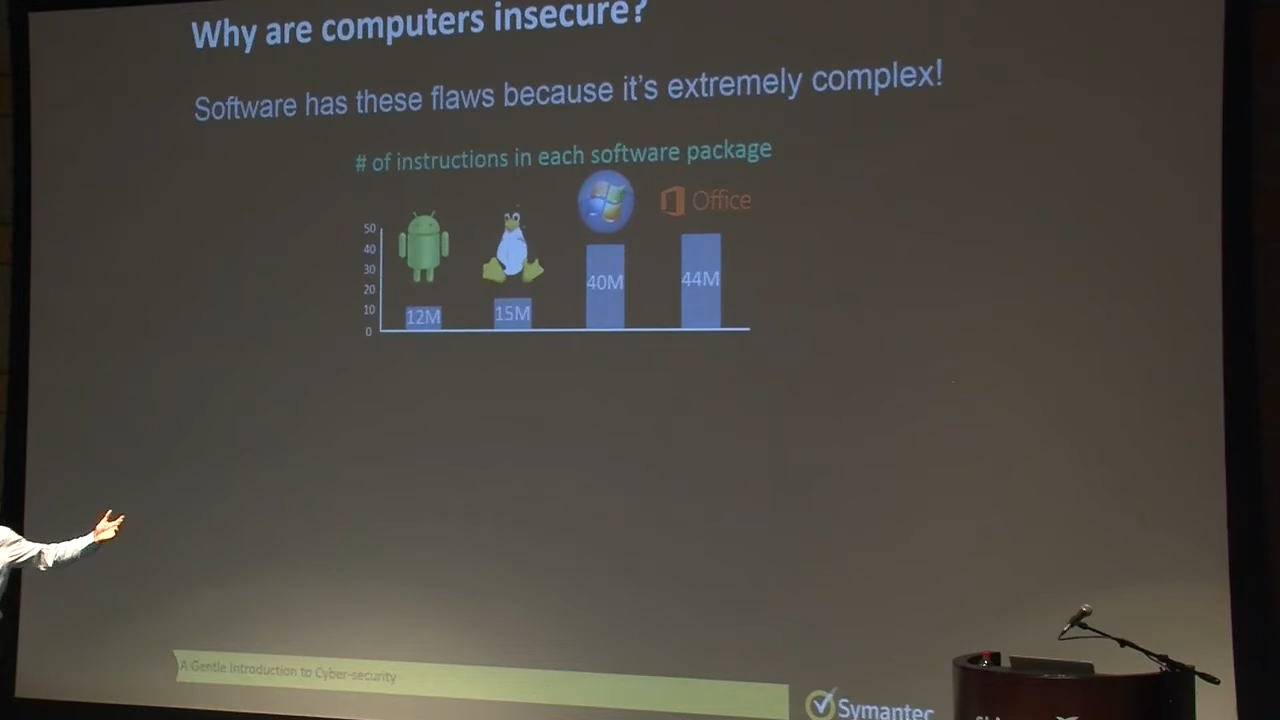 Why are computers insecure?
Software has these flaws because it's extremely complex!
# of instructions in each software package
Office
50
40
30
20
10
0
12M
15M
40M
44M
A Gentle Introduction to Cyber-security
Symantec